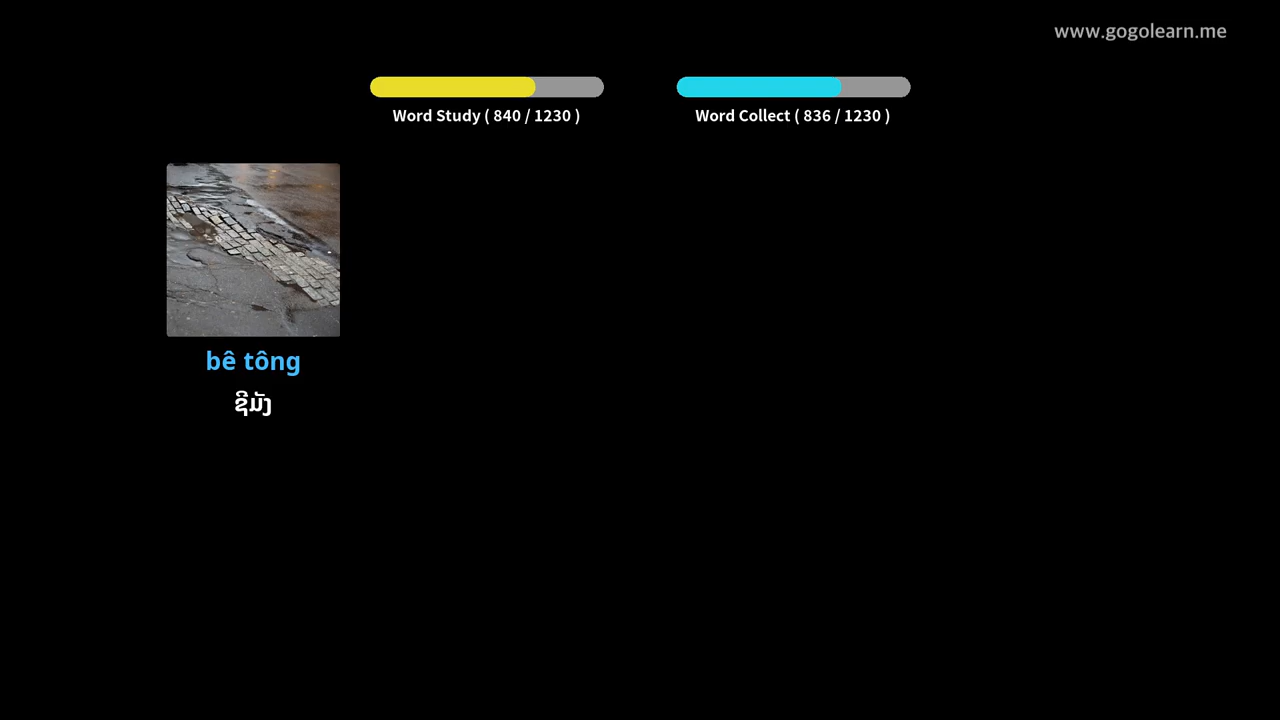 www.gogolearn.me
Word Study ( 840 / 1230 )
Word Collect ( 836 / 1230 )
bê tông
ຊີມັງ